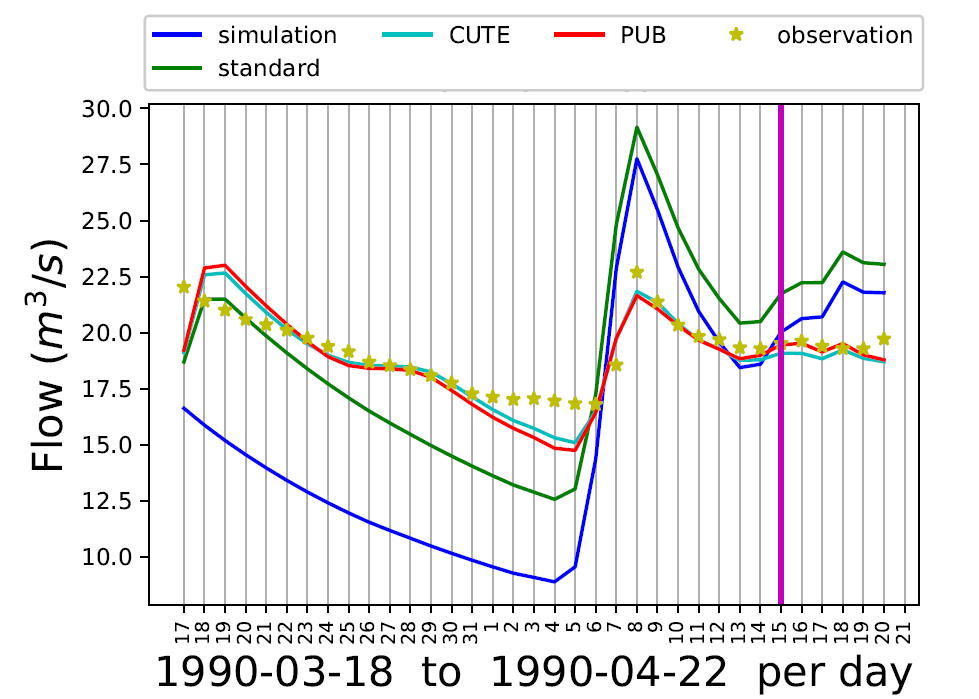 simulation CUTE PUB observation
standard
30.0
27.5
25.0
22.5
20.0
17.5
15.0
12.5
10.0
Flow (m³/s)
17 18 19 20 21 22 23 24 25 26 27 28 29 30 31 1 2 3 4 5 6 7 8 9 10 11 12 13 14 15 16 17 18 19 20 21
1990-03-18 to 1990-04-22 per day